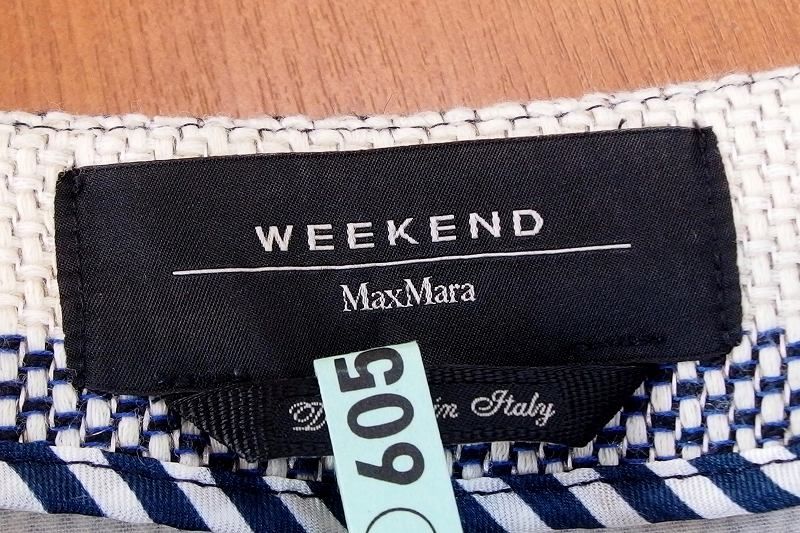 WEEKEND
MaxMara
in Italy
605